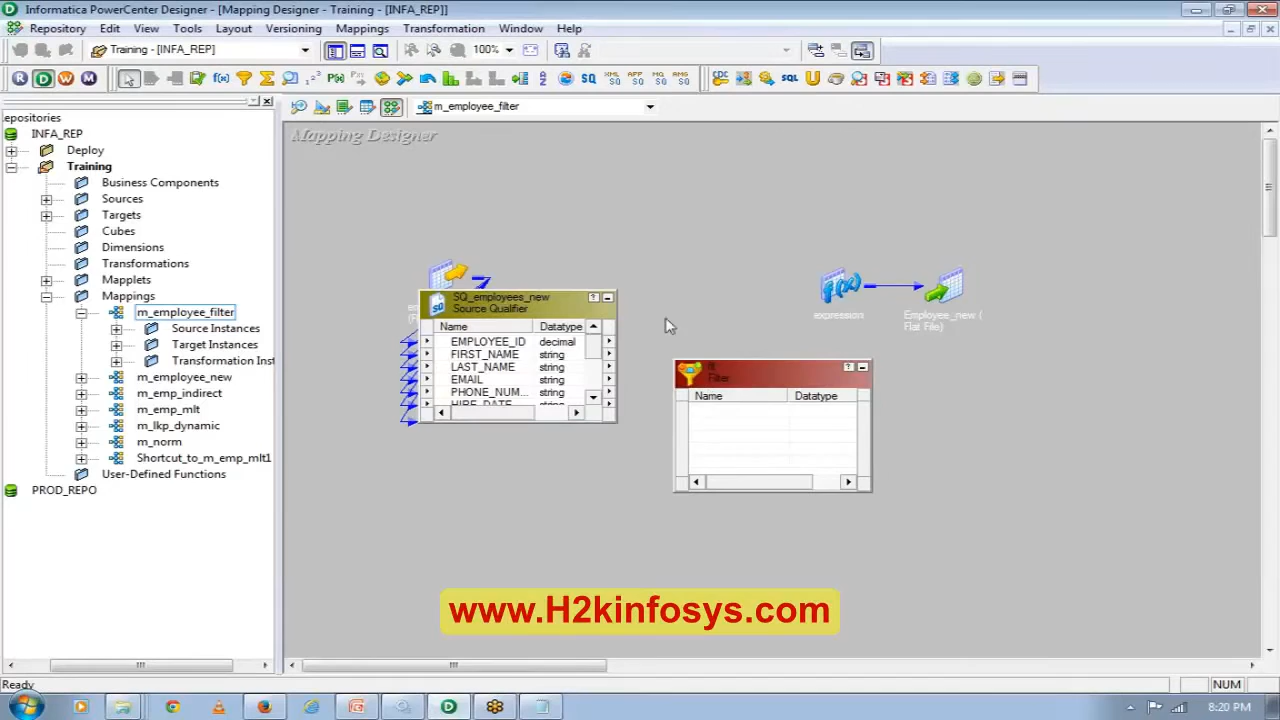 Informatica PowerCenter Designer - [Mapping Designer - Training - [INFA_REP]]
Repository Edit View Tools Layout Versioning Mappings Transformation Window Help
Training - [INFA_REP]
100%
m_employee_filter
epositories
INFA_REP
Deploy
Training
Business Components
Sources
Targets
Cubes
Dimensions
Transformations
Mapplets
Mappings
m_employee_filter
Source Instances
Target Instances
Transformation Inst
m_employee_new
m_emp_indirect
m_emp_mlt
m_lkp_dynamic
m_norm
Shortcut_to_m_emp_mlt1
User-Defined Functions
PROD_REPO
Mapping Designer
SQ_employees_new
Source Qualifier
Name Datatype
EMPLOYEE_ID decimal
FIRST_NAME string
LAST_NAME string
EMAIL string
PHONE_NUM... string
HIRE_DATE
Filter
Name Datatype
expression
Employee_new (
Flat File)
www.H2kinfosys.com
Ready
NUM
8:20 PM